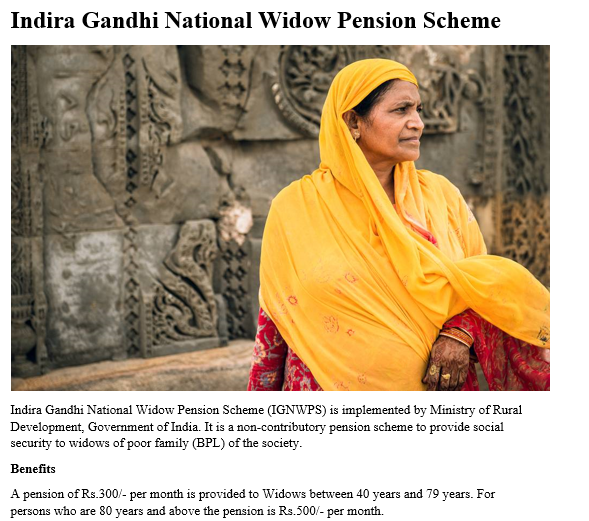 Indira Gandhi National Widow Pension Scheme
Indira Gandhi National Widow Pension Scheme (IGNWPS) is implemented by Ministry of Rural
Development, Government of India. It is a non-contributory pension scheme to provide social
security to widows of poor family (BPL) of the society.
Benefits
A pension of Rs.300/- per month is provided to Widows between 40 years and 79 years. For
persons who are 80 years and above the pension is Rs.500/- per month.